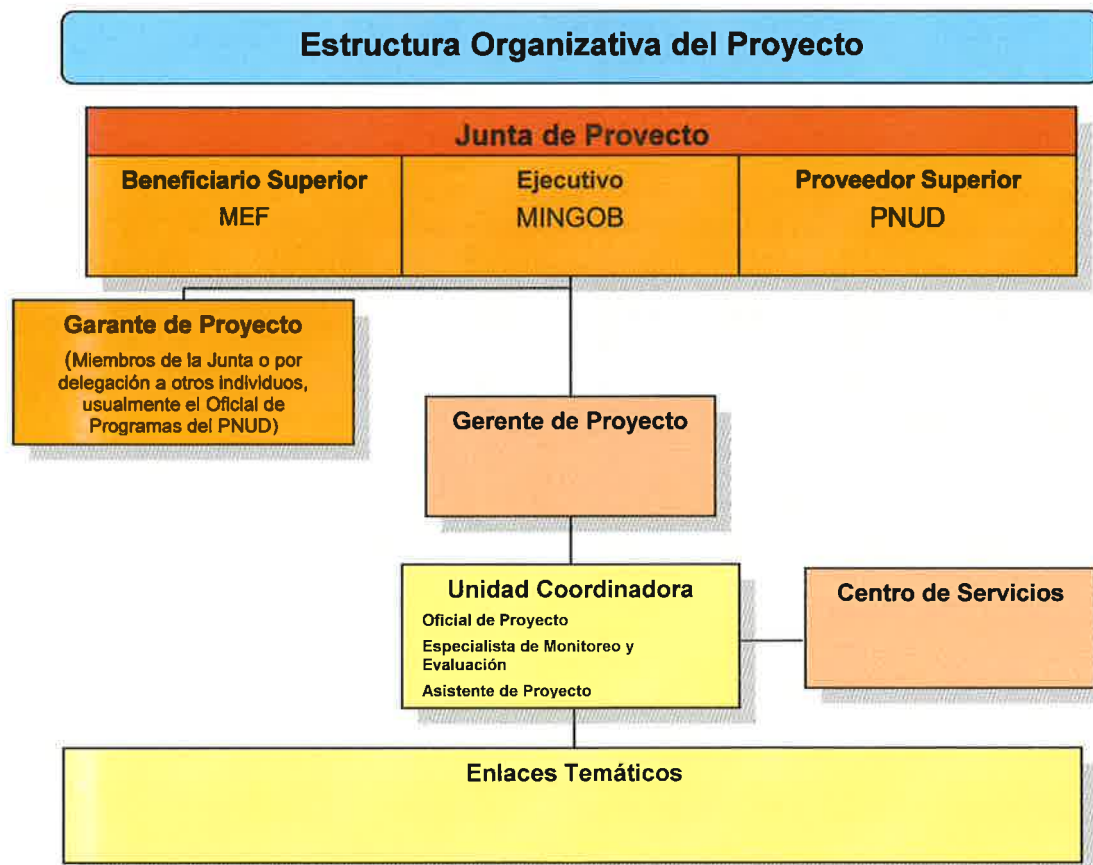 Estructura Organizativa del Proyecto
Junta de Proyecto
Beneficiario Superior
MEF
Ejecutivo
MINGOB
Proveedor Superior
PNUD
Garante de Proyecto
(Miembros de la Junta o por
delegación a otros individuos,
usualmente el Oficial de
Programas del PNUD)
Gerente de Proyecto
Unidad Coordinadora
Oficial de Proyecto
Especialista de Monitoreo y
Evaluación
Asistente de Proyecto
Centro de Servicios
Enlaces Temáticos